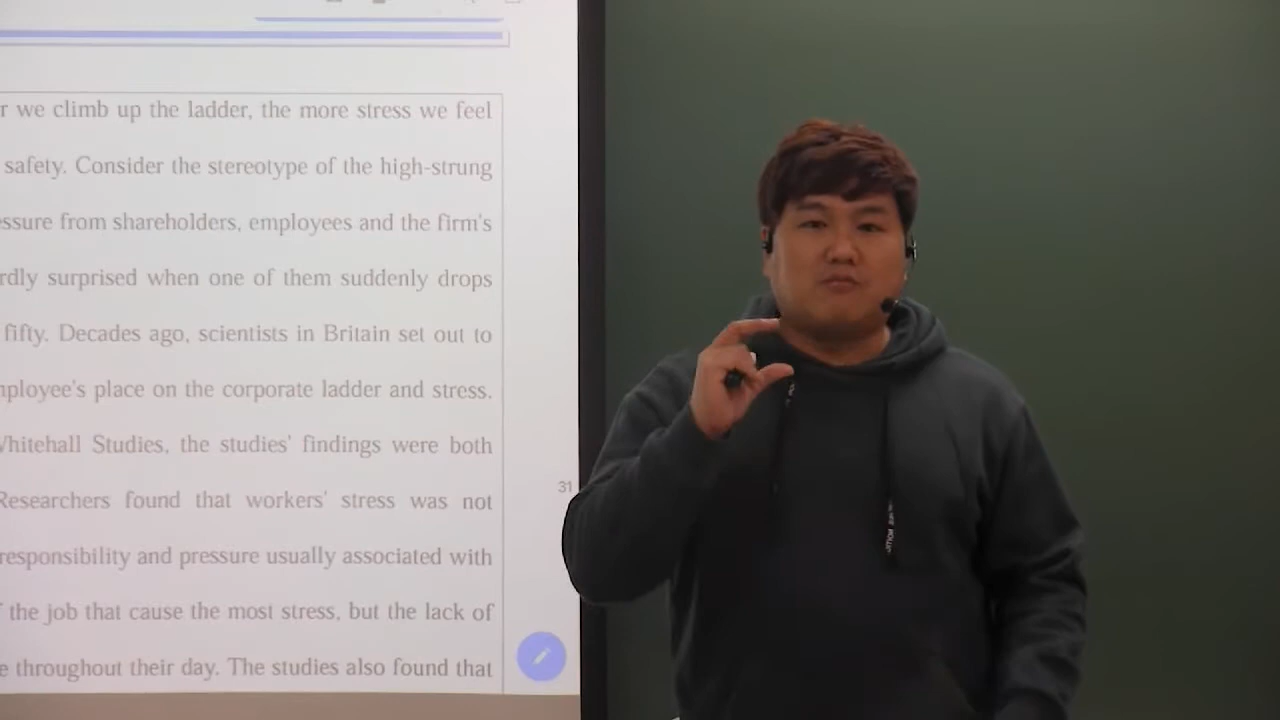 we climb up the ladder, the more stress we feel
safety. Consider the stereotype of the high-strung
from shareholders, employees and the firm's
surprised when one of them suddenly drops
fifty. Decades ago, scientists in Britain set out to
place on the corporate ladder and stress.
Whitehall Studies, the studies' findings were both
Researchers found that workers' stress was not
31
responsibility and pressure usually associated with
the job that cause the most stress, but the lack of
throughout their day. The studies also found that